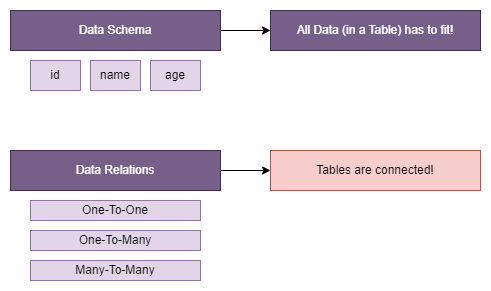 Data Schema
All Data (in a Table) has to fit!
id
name
age
Data Relations
Tables are connected!
One-To-One
One-To-Many
Many-To-Many